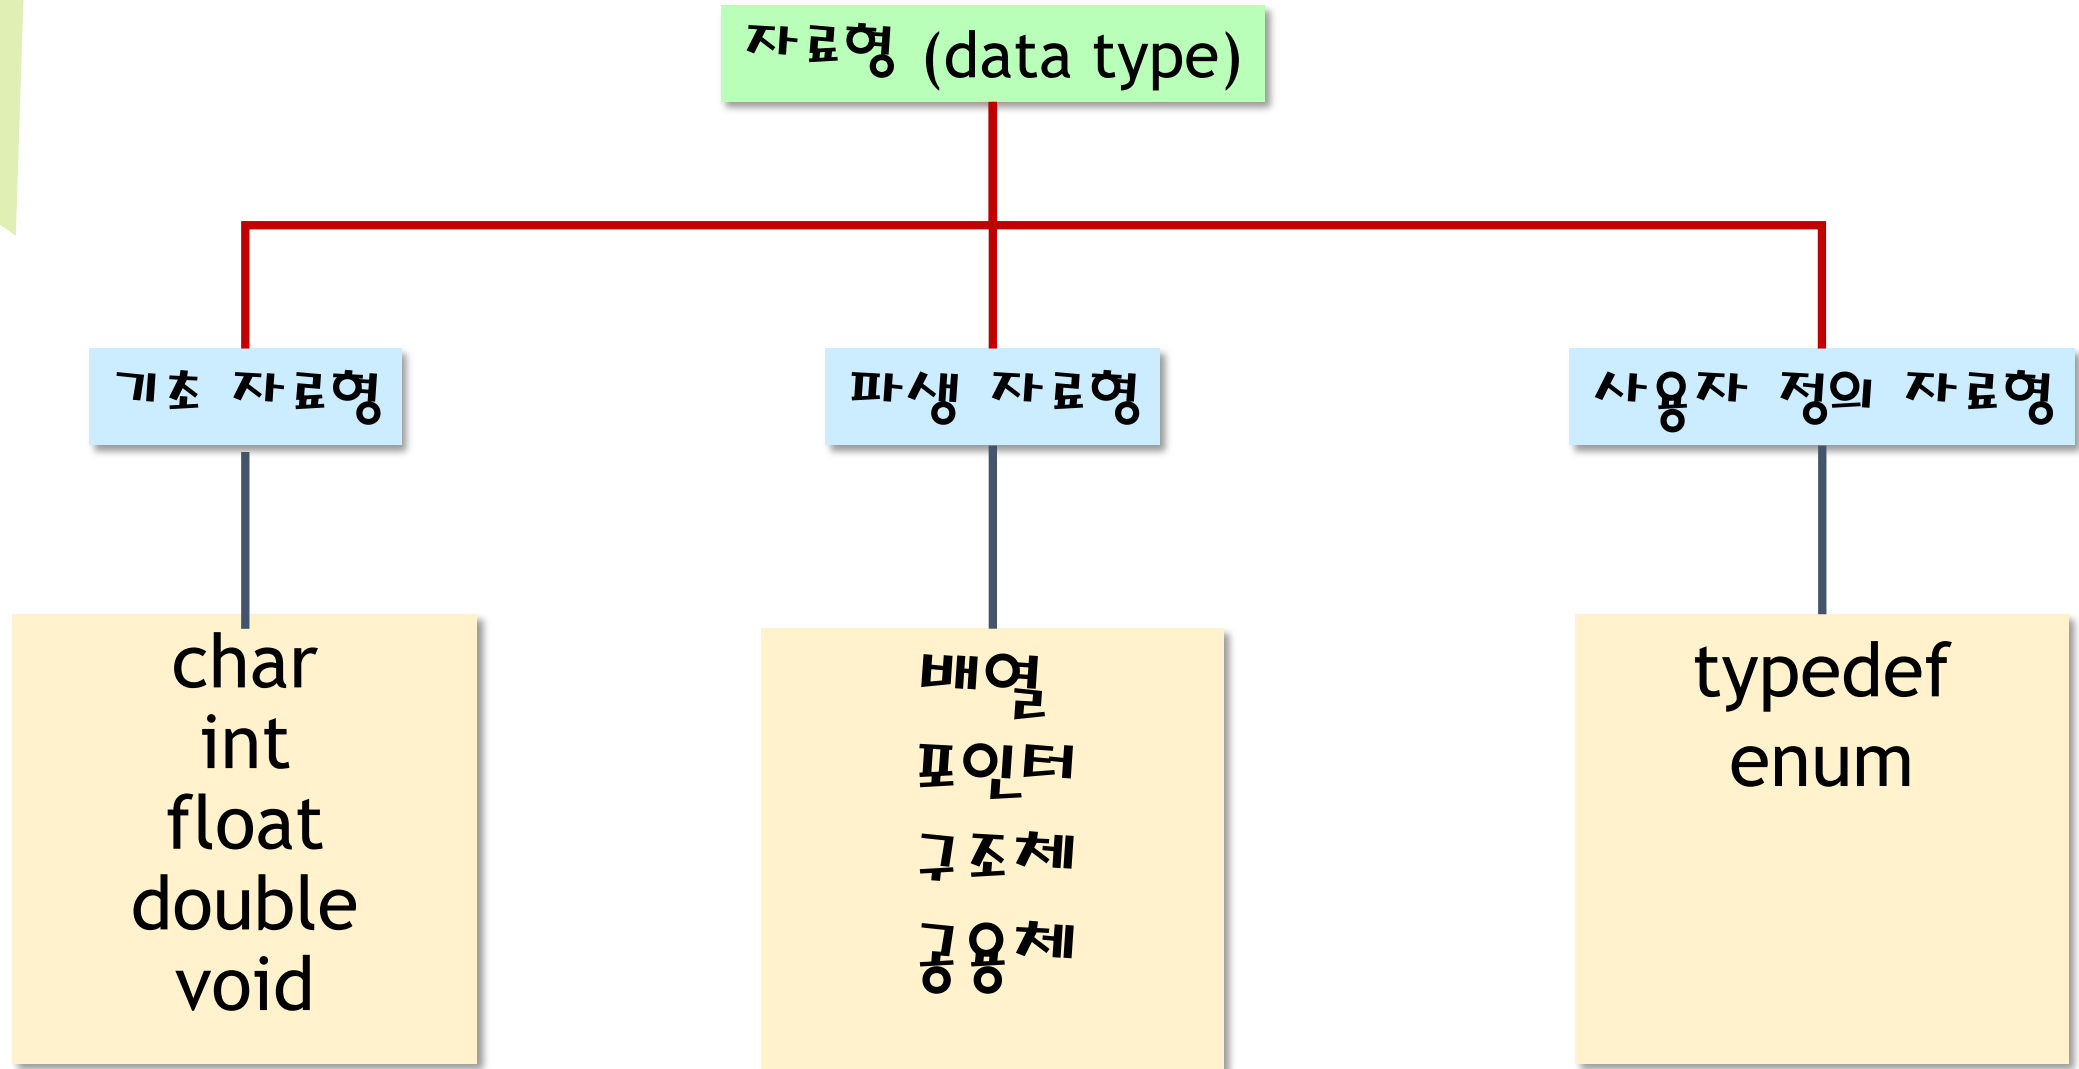 자료형 (data type)
기초 자료형
파생 자료형
사용자 정의 자료형
char
int
float
double
void
배열
포인터
구조체
공용체
typedef
enum